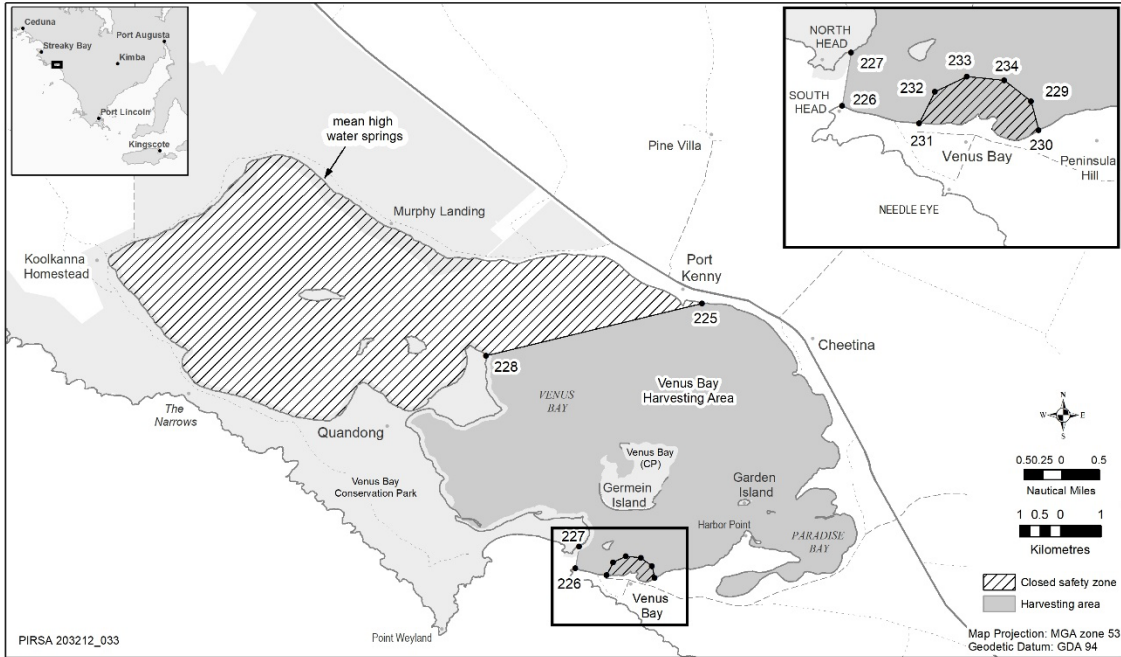 Ceduna
Streaky Bay
Port Augusta
Kimba
Port Lincoln
Kingscote
mean high
water springs
Pine Villa
Murphy Landing
Koolkanna
Homestead
Port
Kenny
225
Cheetina
228
VENUS
BAY
Venus Bay
Harvesting Area
The
Narrows
Quandong
Venus Bay
Conservation Park
Venus Bay
(CP)
Germein
Island
Garden
Island
Harbor Point
PARADISE
BAY
227
226
Venus
Bay
Point Weyland
PIRSA 203212_033
NORTH
HEAD
227
SOUTH
HEAD
226
232
233
234
229
231
230
Venus Bay
Peninsula
Hill
NEEDLE EYE
N
W E
S
0.50.25 0 0.5
Nautical Miles
1 0.5 0 1
Kilometres
Closed safety zone
Harvesting area
Map Projection: MGA zone 53
Geodetic Datum: GDA 94